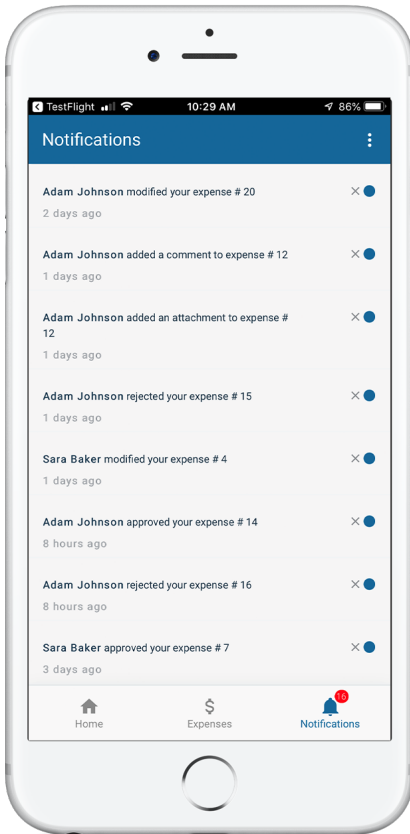 TestFlight 10:29 AM 86%
Notifications
Adam Johnson modified your expense # 20
2 days ago
Adam Johnson added a comment to expense # 12
1 days ago
Adam Johnson added an attachment to expense #
12
1 days ago
Adam Johnson rejected your expense # 15
1 days ago
Sara Baker modified your expense # 4
1 days ago
Adam Johnson approved your expense # 14
8 hours ago
Adam Johnson rejected your expense # 16
8 hours ago
Sara Baker approved your expense # 7
3 days ago
16
Home Expenses Notifications